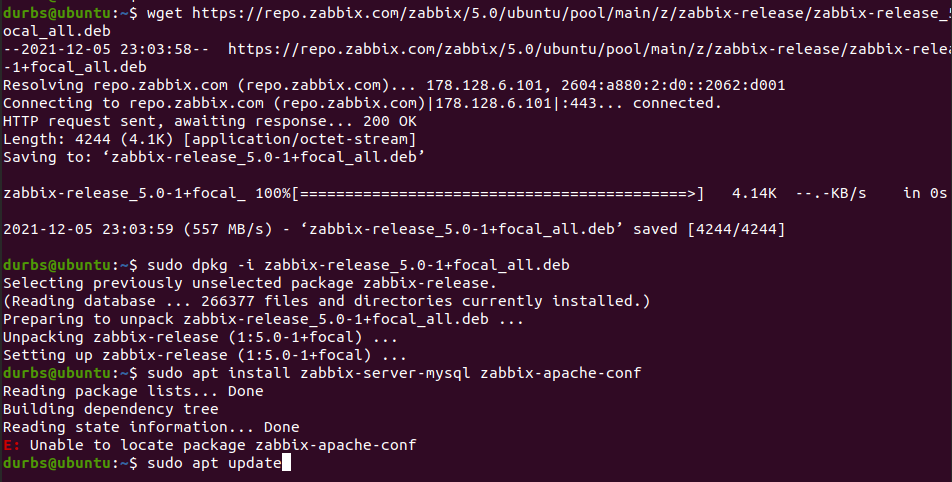 durbs@ubuntu:~$ wget https://repo.zabbix.com/zabbix/5.0/ubuntu/pool/main/z/zabbix-release/zabbix-release_
ocal_all.deb
--2021-12-05 23:03:58--  https://repo.zabbix.com/zabbix/5.0/ubuntu/pool/main/z/zabbix-release/zabbix-relea
-1+focal_all.deb
Resolving repo.zabbix.com (repo.zabbix.com)... 178.128.6.101, 2604:a880:2:d0::2062:d001
Connecting to repo.zabbix.com (repo.zabbix.com)|178.128.6.101|:443... connected.
HTTP request sent, awaiting response... 200 OK
Length: 4244 (4.1K) [application/octet-stream]
Saving to: ‘zabbix-release_5.0-1+focal_all.deb’
zabbix-release_5.0-1+focal_ 100%[===========================================>]   4.14K  --.-KB/s    in 0s
2021-12-05 23:03:59 (557 MB/s) - ‘zabbix-release_5.0-1+focal_all.deb’ saved [4244/4244]
durbs@ubuntu:~$ sudo dpkg -i zabbix-release_5.0-1+focal_all.deb
Selecting previously unselected package zabbix-release.
(Reading database ... 266377 files and directories currently installed.)
Preparing to unpack zabbix-release_5.0-1+focal_all.deb ...
Unpacking zabbix-release (1:5.0-1+focal) ...
Setting up zabbix-release (1:5.0-1+focal) ...
durbs@ubuntu:~$ sudo apt install zabbix-server-mysql zabbix-apache-conf
Reading package lists... Done
Building dependency tree
Reading state information... Done
E: Unable to locate package zabbix-apache-conf
durbs@ubuntu:~$ sudo apt update